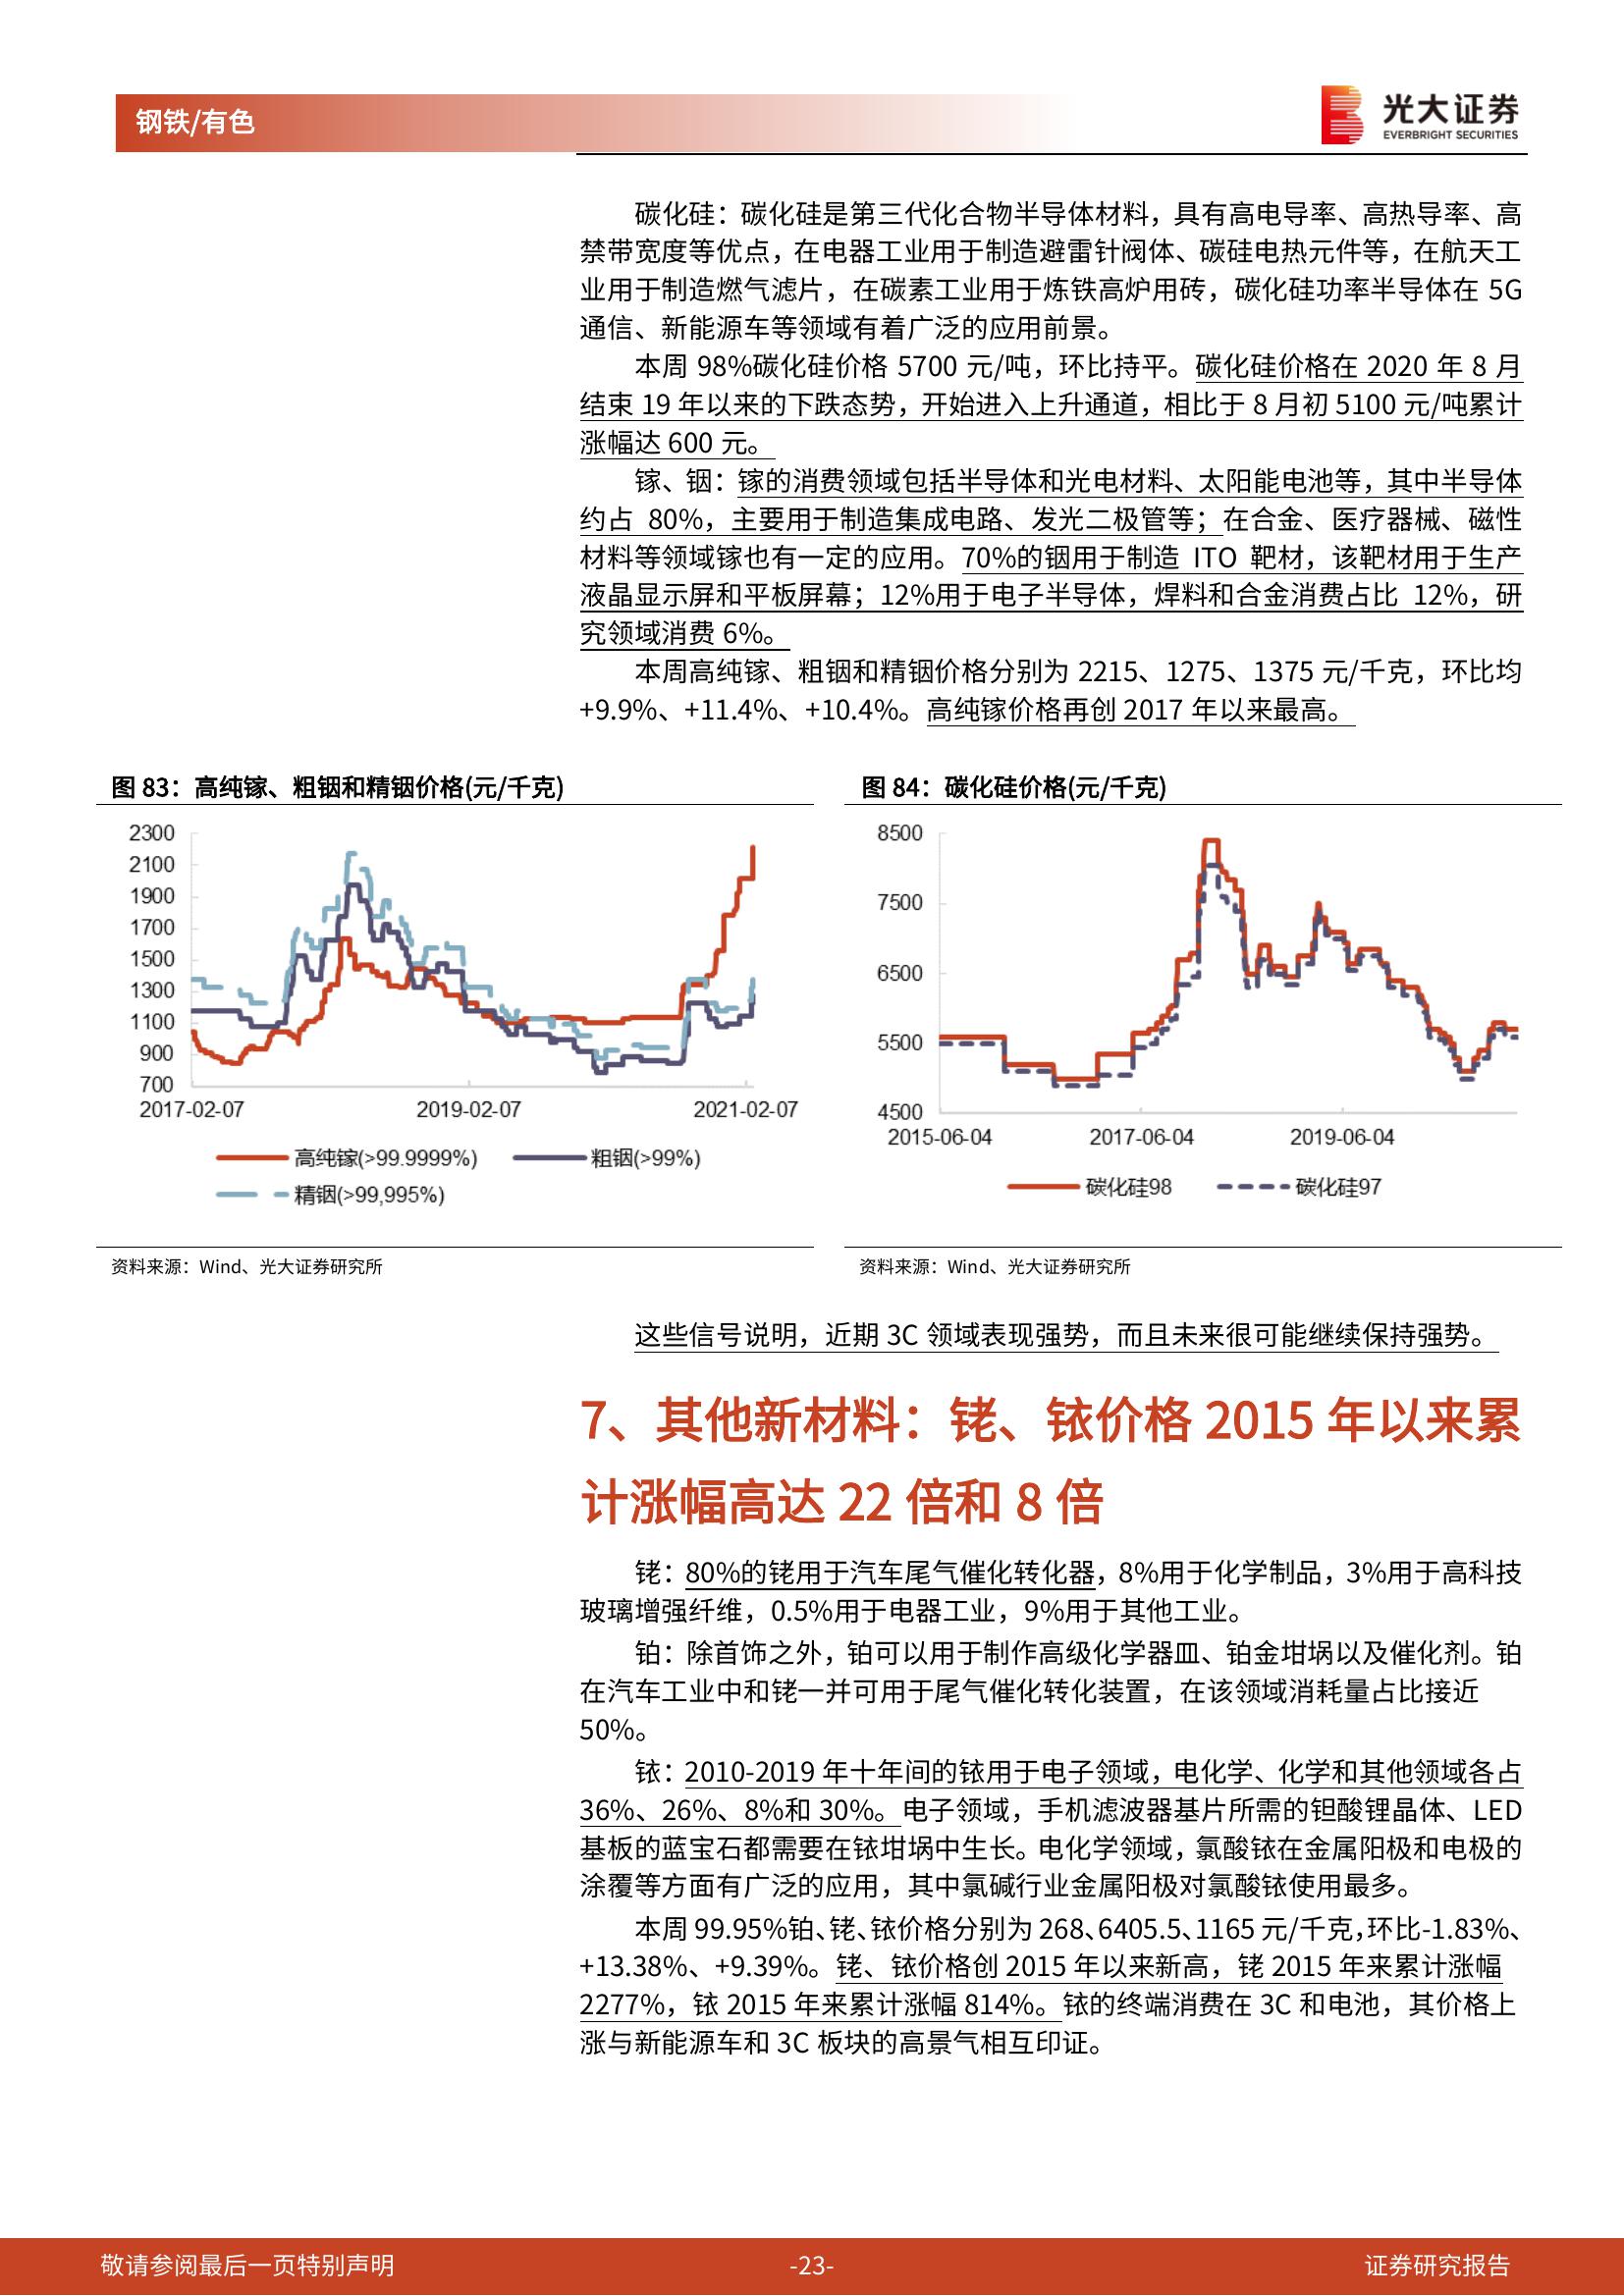 钢铁/有色
光大证券
EVERBRIGHT SECURITIES
碳化硅：碳化硅是第三代化合物半导体材料，具有高电导率、高热导率、高
禁带宽度等优点，在电器工业用于制造避雷针阀体、碳硅电热元件等，在航天工
业用于制造燃气滤片，在碳素工业用于炼铁高炉用砖，碳化硅功率半导体在 5G
通信、新能源车等领域有着广泛的应用前景。
本周 98%碳化硅价格 5700 元/吨，环比持平。碳化硅价格在 2020 年 8 月
结束 19 年以来的下跌态势，开始进入上升通道，相比于 8 月初 5100 元/吨累计
涨幅达 600 元。
镓、铟：镓的消费领域包括半导体和光电材料、太阳能电池等，其中半导体
约占 80%，主要用于制造集成电路、发光二极管等；在合金、医疗器械、磁性
材料等领域镓也有一定的应用。70%的铟用于制造 ITO 靶材，该靶材用于生产
液晶显示屏和平板屏幕；12%用于电子半导体，焊料和合金消费占比 12%，研
究领域消费 6%。
本周高纯镓、粗铟和精铟价格分别为 2215、1275、1375 元/千克，环比均
+9.9%、+11.4%、+10.4%。高纯镓价格再创 2017 年以来最高。
图 83：高纯镓、粗铟和精铟价格(元/千克)
2300
2100
1900
1700
1500
1300
1100
900
700
2017-02-07 2019-02-07 2021-02-07
高纯镓(>99.9999%) 粗铟(>99%)
精铟(>99,995%)
资料来源：Wind、光大证券研究所
图 84：碳化硅价格(元/千克)
8500
7500
6500
5500
4500
2015-06-04 2017-06-04 2019-06-04
碳化硅98 碳化硅97
资料来源：Wind、光大证券研究所
这些信号说明，近期 3C 领域表现强势，而且未来很可能继续保持强势。
7、其他新材料：铑、铱价格 2015 年以来累
计涨幅高达 22 倍和 8 倍
铑：80%的铑用于汽车尾气催化转化器，8%用于化学制品，3%用于高科技
玻璃增强纤维，0.5%用于电器工业，9%用于其他工业。
铂：除首饰之外，铂可以用于制作高级化学器皿、铂金坩埚以及催化剂。铂
在汽车工业中和铑一并可用于尾气催化转化装置，在该领域消耗量占比接近
50%。
铱：2010-2019 年十年间的铱用于电子领域，电化学、化学和其他领域各占
36%、26%、8%和 30%。电子领域，手机滤波器基片所需的钽酸锂晶体、LED
基板的蓝宝石都需要在铱坩埚中生长。电化学领域，氯酸铱在金属阳极和电极的
涂覆等方面有广泛的应用，其中氯碱行业金属阳极对氯酸铱使用最多。
本周 99.95%铂、铑、铱价格分别为 268、6405.5、1165 元/千克，环比-1.83%、
+13.38%、+9.39%。铑、铱价格创 2015 年以来新高，铑 2015 年来累计涨幅
2277%，铱 2015 年来累计涨幅 814%。铱的终端消费在 3C 和电池，其价格上
涨与新能源车和 3C 板块的高景气相互印证。
敬请参阅最后一页特别声明
-23-
证券研究报告